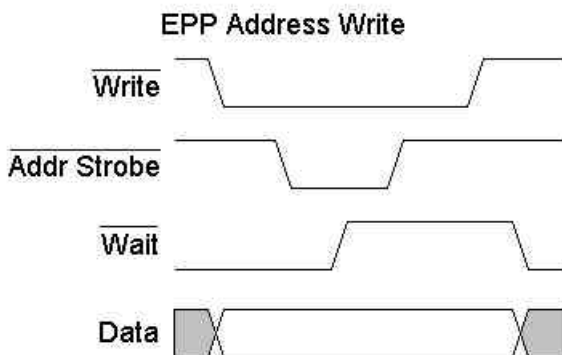 EPP Address Write
Write
Addr Strobe
Wait
Data